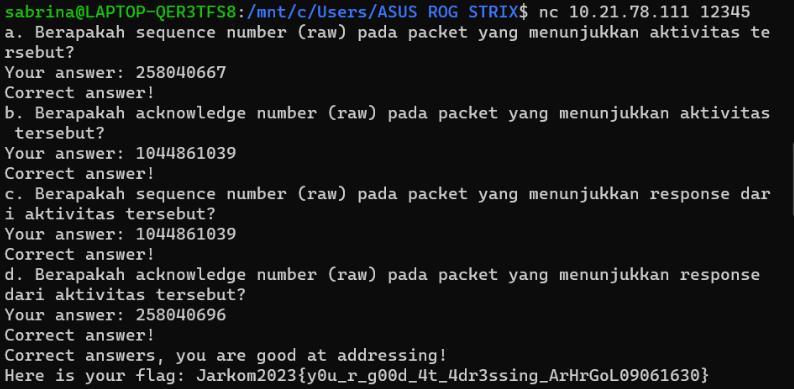 sabrina@LAPTOP-QER3TFS8:/mnt/c/Users/ASUS ROG STRIX$ nc 10.21.78.111 12345
a. Berapakah sequence number (raw) pada packet yang menunjukkan aktivitas te
rsebut?
Your answer: 258040667
Correct answer!
b. Berapakah acknowledge number (raw) pada packet yang menunjukkan aktivitas
 tersebut?
Your answer: 1044861039
Correct answer!
c. Berapakah sequence number (raw) pada packet yang menunjukkan response dar
i aktivitas tersebut?
Your answer: 1044861039
Correct answer!
d. Berapakah acknowledge number (raw) pada packet yang menunjukkan response
dari aktivitas tersebut?
Your answer: 258040696
Correct answer!
Correct answers, you are good at addressing!
Here is your flag: Jarkom2023{y0u_r_g00d_4t_4dr3ssing_ArHrGoL09061630}